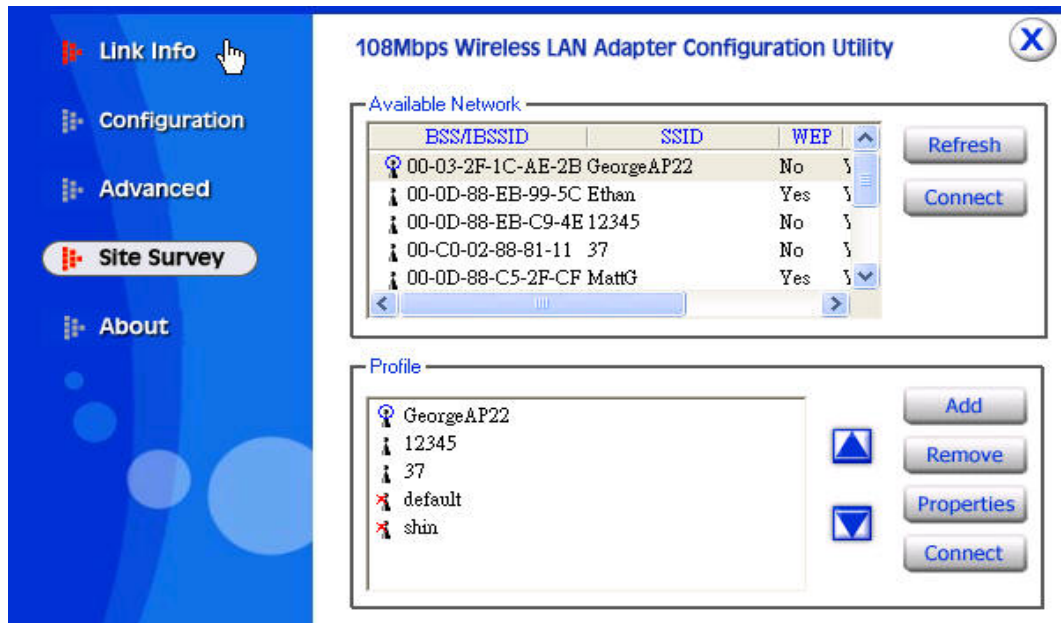 Link Info
Configuration
Advanced
Site Survey
About
108Mbps Wireless LAN Adapter Configuration Utility
X
Available Network
BSS/IBSSID SSID WEP
00-03-2F-1C-AE-2B GeorgeAP22 No
00-0D-88-EB-99-5C Ethan Yes
00-0D-88-EB-C9-4E 12345 No
00-C0-02-88-81-11 37 No
00-0D-88-C5-2F-CF MattG Yes
Refresh
Connect
Profile
GeorgeAP22
12345
37
default
shin
Add
Remove
Properties
Connect